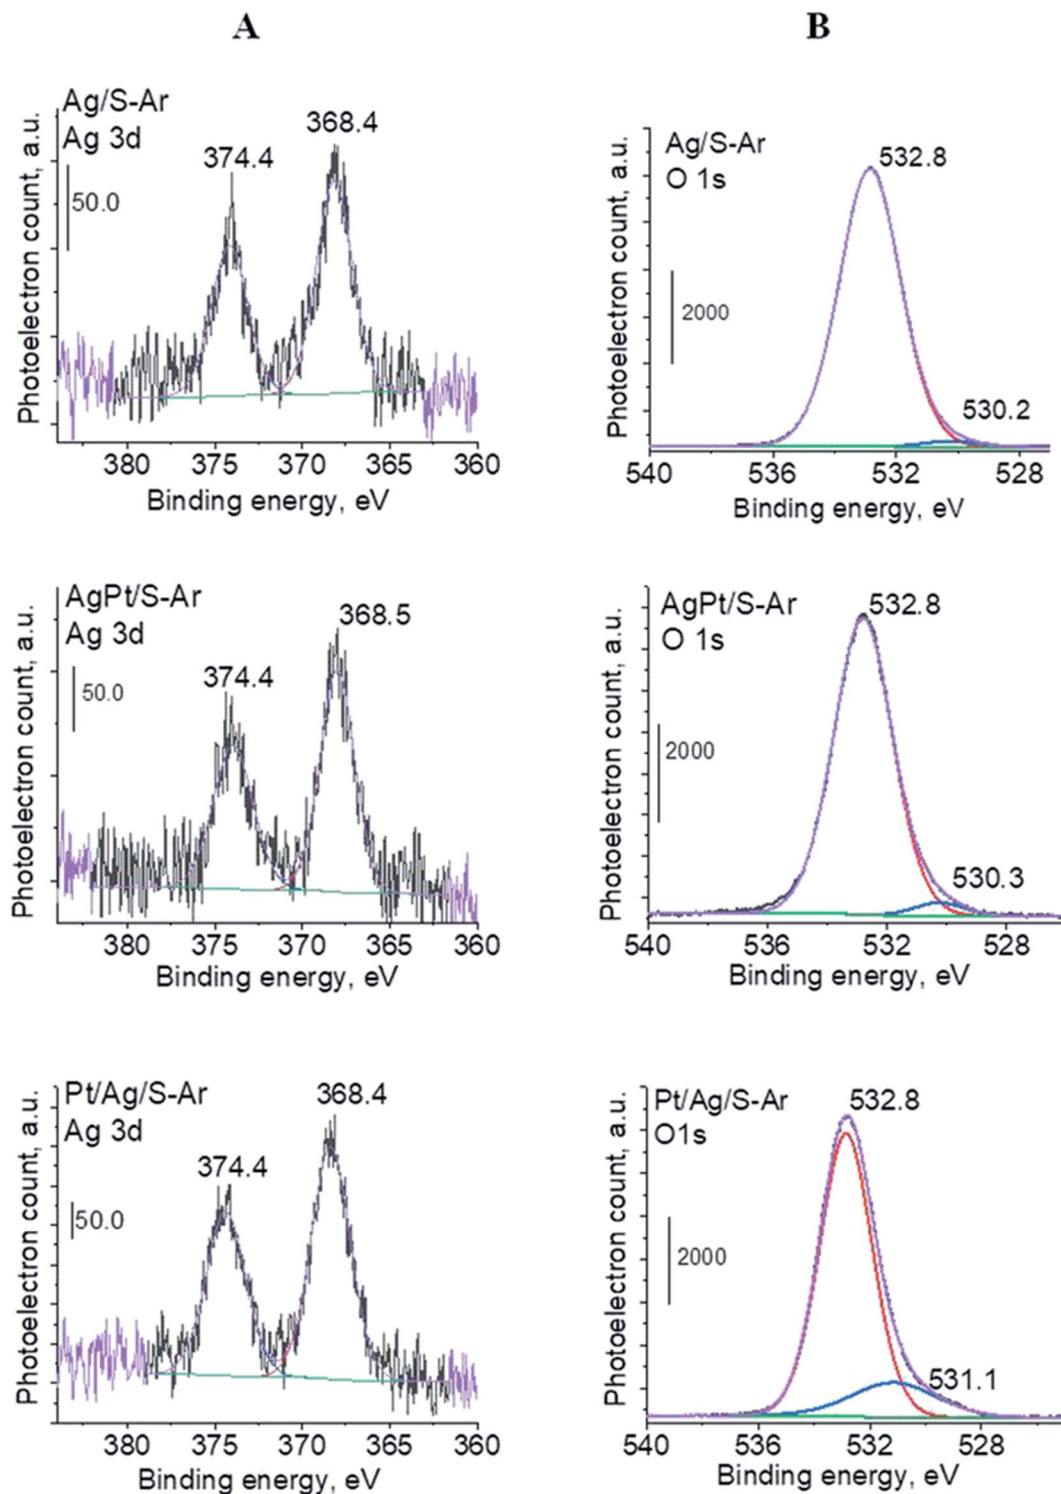 A
B
Ag/S-Ar
Ag 3d
50.0
374.4
368.4
Photoelectron count, a.u.
380 375 370 365 360
Binding energy, eV
Ag/S-Ar
O 1s
2000
532.8
530.2
Photoelectron count, a.u.
540 536 532 528
Binding energy, eV
AgPt/S-Ar
Ag 3d
50.0
374.4
368.5
Photoelectron count, a.u.
380 375 370 365 360
Binding energy, eV
AgPt/S-Ar
O 1s
2000
532.8
530.3
Photoelectron count, a.u.
540 536 532 528
Binding energy, eV
Pt/Ag/S-Ar
Ag 3d
50.0
374.4
368.4
Photoelectron count, a.u.
380 375 370 365 360
Binding energy, eV
Pt/Ag/S-Ar
O1s
2000
532.8
531.1
Photoelectron count, a.u.
540 536 532 528
Binding energy, eV